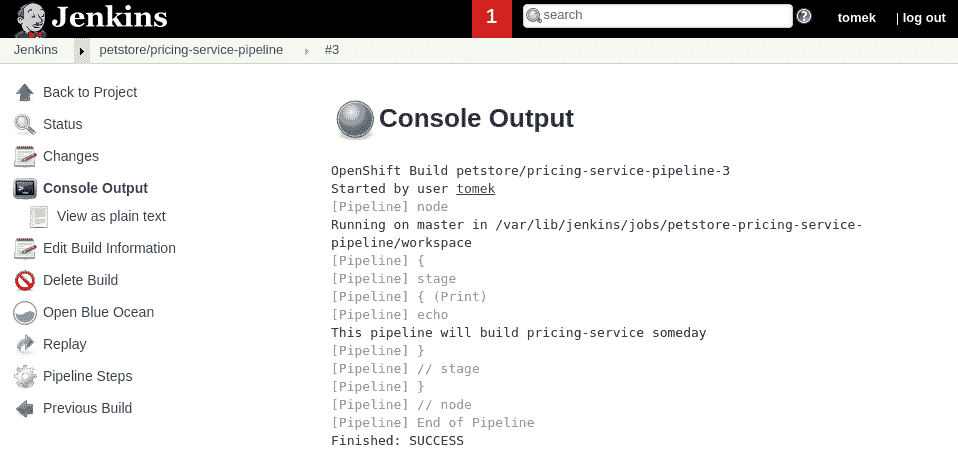 Jenkins
1
search
?
tomek
| log out
Jenkins
petstore/pricing-service-pipeline
#3
Back to Project
Status
Changes
Console Output
View as plain text
Edit Build Information
Delete Build
Open Blue Ocean
Replay
Pipeline Steps
Previous Build
Console Output
OpenShift Build petstore/pricing-service-pipeline-3
Started by user tomek
[Pipeline] node
Running on master in /var/lib/jenkins/jobs/petstore-pricing-service-
pipeline/workspace
[Pipeline] {
[Pipeline] stage
[Pipeline] { (Print)
[Pipeline] echo
This pipeline will build pricing-service someday
[Pipeline] }
[Pipeline] // stage
[Pipeline] }
[Pipeline] // node
[Pipeline] End of Pipeline
Finished: SUCCESS